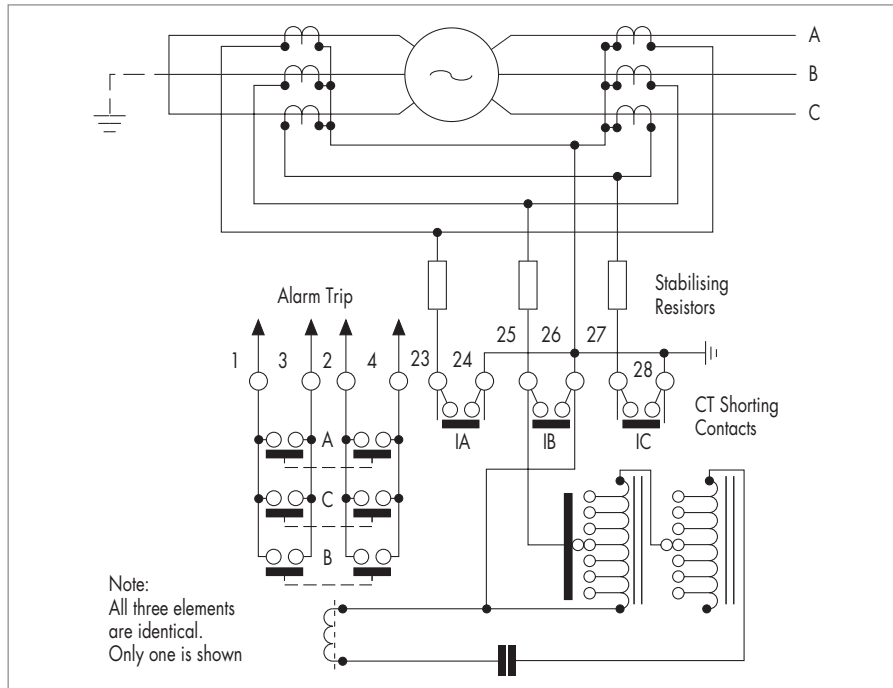 A
B
C
Stabilising
Resistors
Alarm Trip
1 3 2 4 23 24 25 26 27 28
CT Shorting
Contacts
IA IB IC
A
C
B
Note:
All three elements
are identical.
Only one is shown